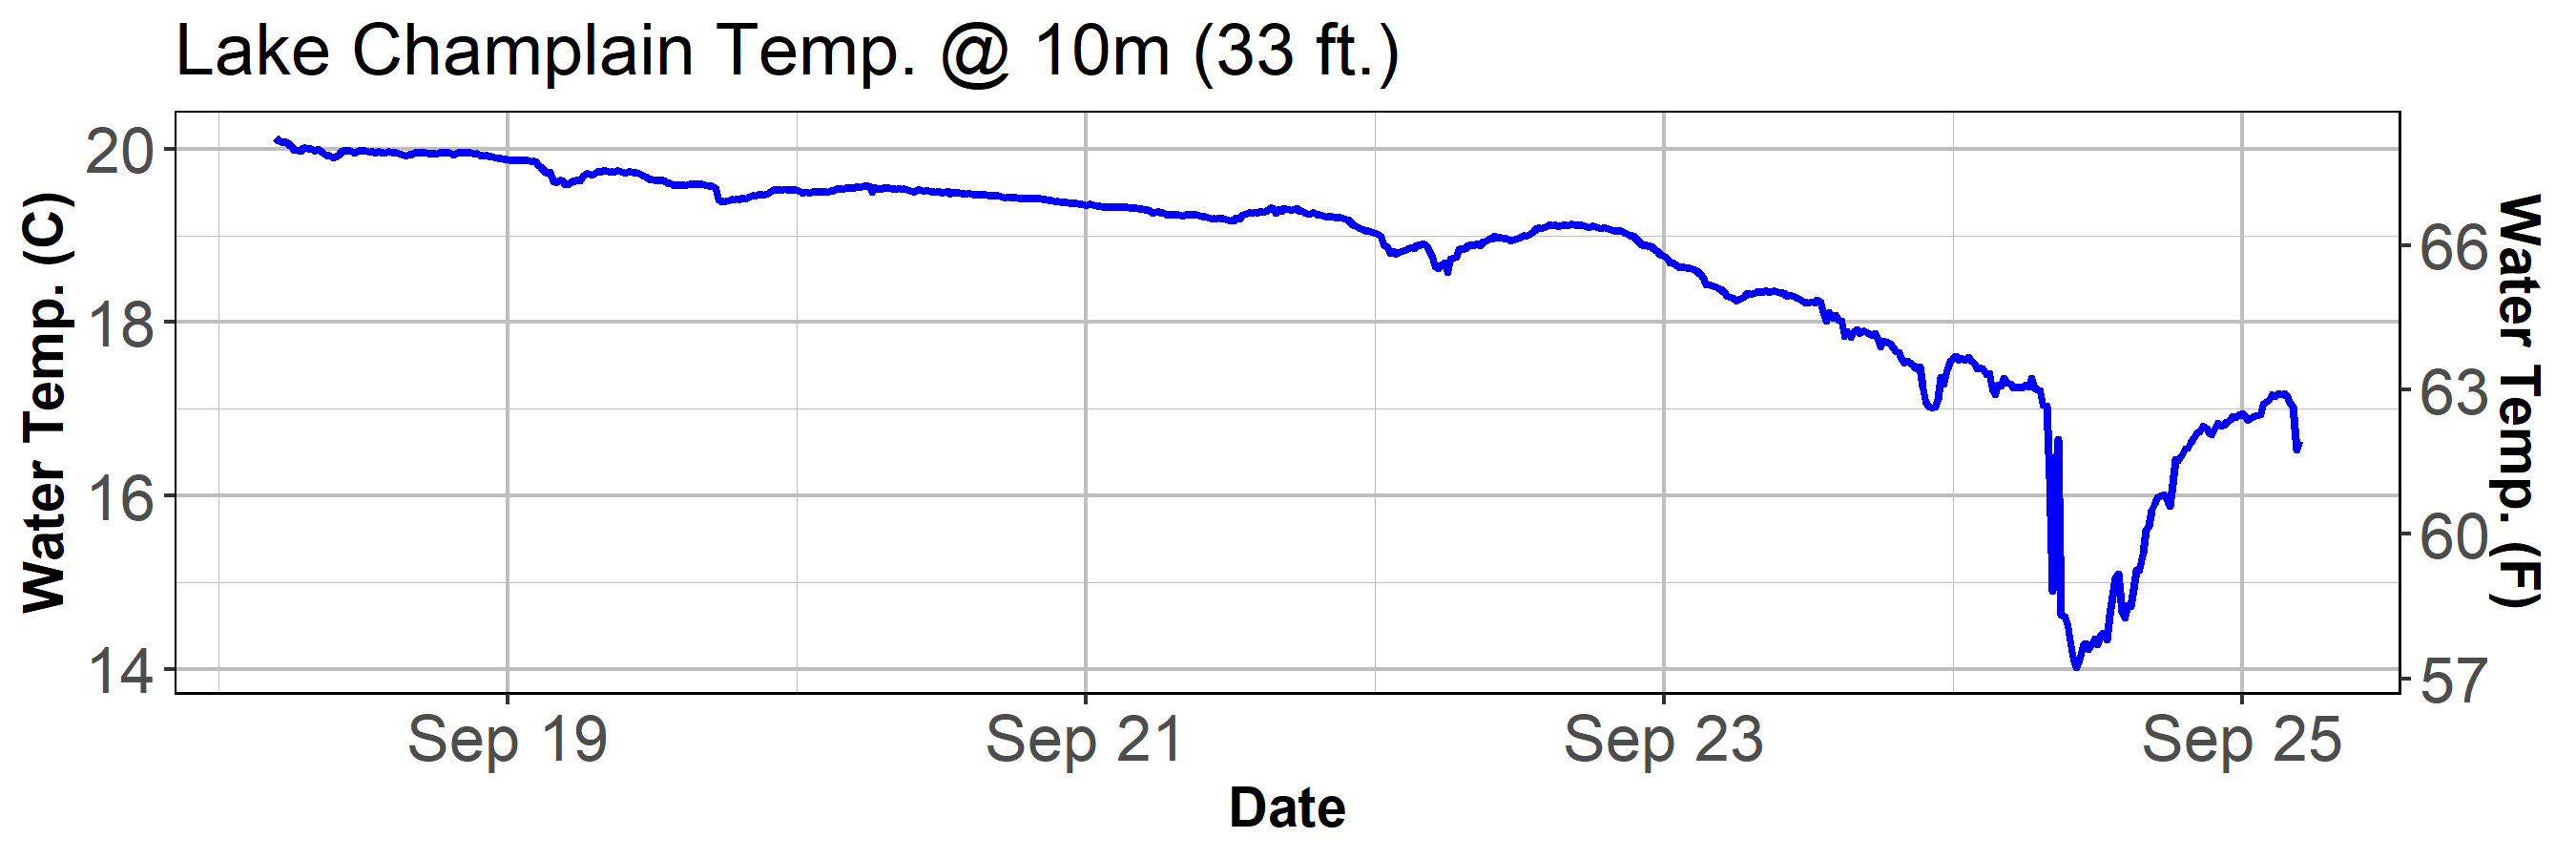 Lake Champlain Temp. @ 10m (33 ft.)
Water Temp. (C)
20
18
16
14
Water Temp. (F)
66
63
60
57
Sep 19
Sep 21
Sep 23
Sep 25
Date